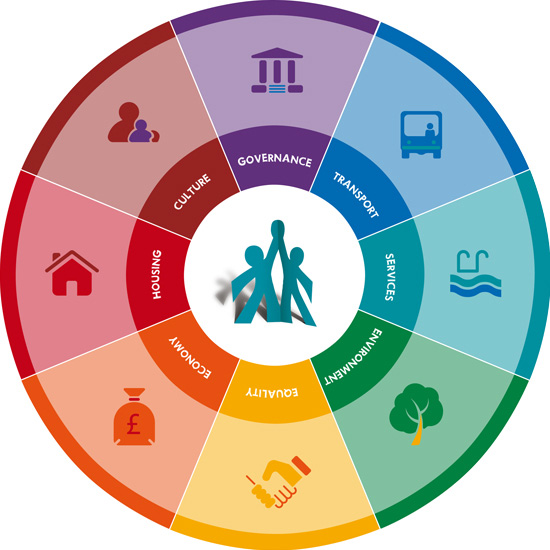 GOVERNANCE
TRANSPORT
SERVICES
ENVIRONMENT
EQUALITY
ECONOMY
HOUSING
CULTURE
£